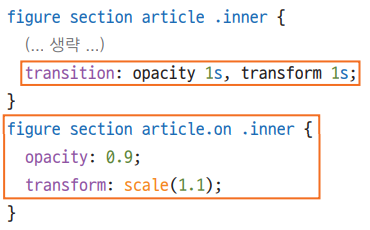 figure section article .inner {
(... 생략 ...)
transition: opacity 1s, transform 1s;
}
figure section article.on .inner {
opacity: 0.9;
transform: scale(1.1);
}